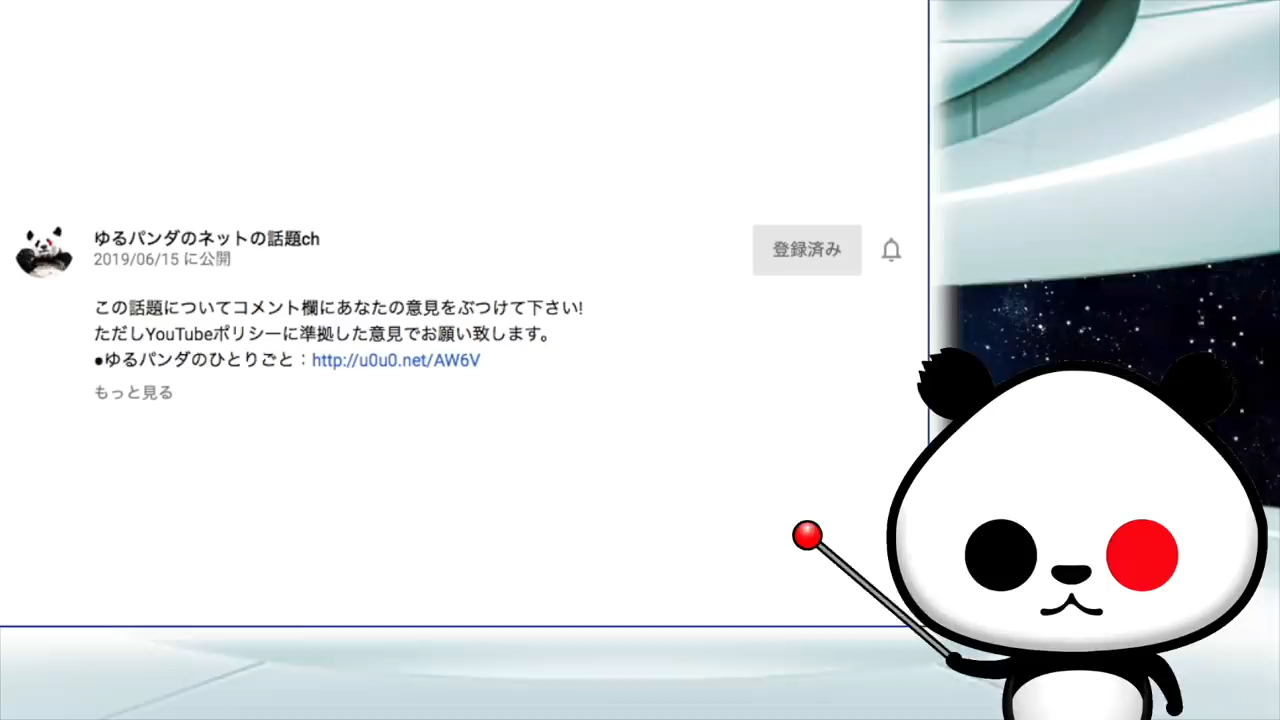 ゆるパンダのネットの話題ch
2019/06/15 に公開
登録済み
この話題についてコメント欄にあなたの意見をぶつけて下さい!
ただしYouTubeポリシーに準拠した意見でお願い致します。
●ゆるパンダのひとりごと：http://u0u0.net/AW6V
もっと見る